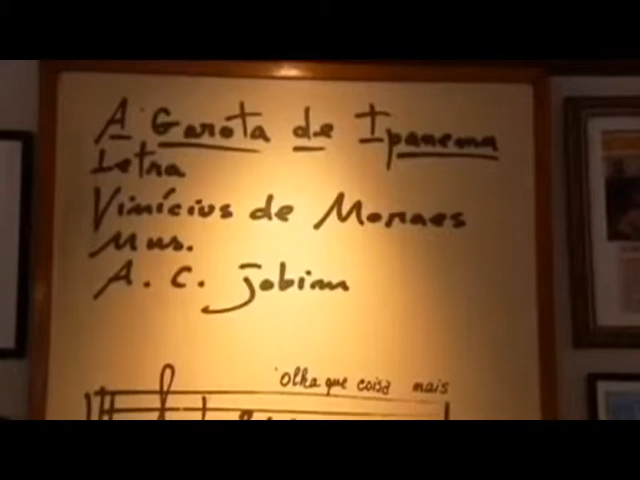 A Garota de Ipanema
Letra
Vinícius de Moraes
Mus.
A. C. Jobim
Olha que coisa mais